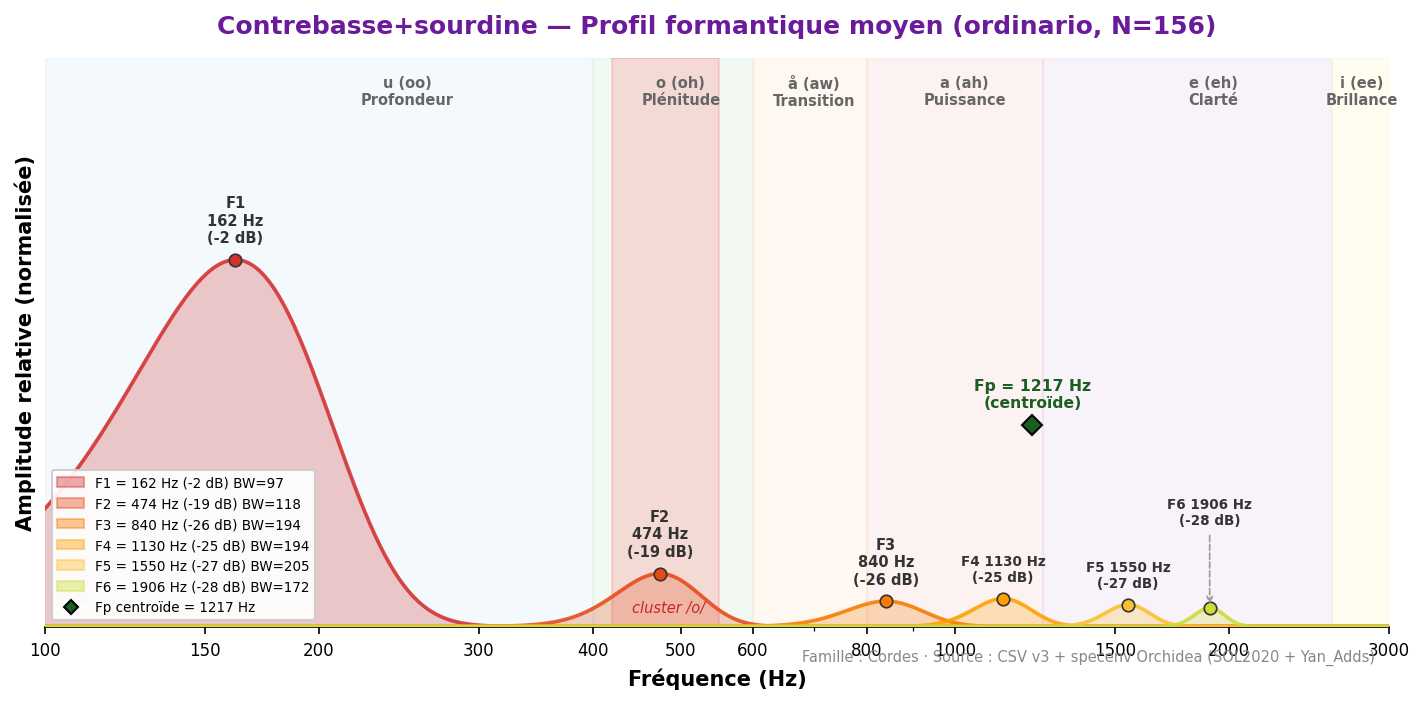 Contrebasse+sourdine — Profil formantique moyen (ordinario, N=156)
u (oo)
Profondeur
o (oh)
Plénitude
å (aw)
Transition
a (ah)
Puissance
e (eh)
Clarté
i (ee)
Brillance
Amplitude relative (normalisée)
F1
162 Hz
(-2 dB)
Fp = 1217 Hz
(centroïde)
F2
474 Hz
(-19 dB)
cluster /o/
F3
840 Hz
(-26 dB)
F4 1130 Hz
(-25 dB)
F5 1550 Hz
(-27 dB)
F6 1906 Hz
(-28 dB)
F1 = 162 Hz (-2 dB) BW=97
F2 = 474 Hz (-19 dB) BW=118
F3 = 840 Hz (-26 dB) BW=194
F4 = 1130 Hz (-25 dB) BW=194
F5 = 1550 Hz (-27 dB) BW=205
F6 = 1906 Hz (-28 dB) BW=172
Fp centroïde = 1217 Hz
100 150 200 300 400 500 600 800 1000 1500 2000 3000
Famille : Cordes · Source : CSV v3 + specenv Orchidea (SOL2020 + Yan_Adds)
Fréquence (Hz)